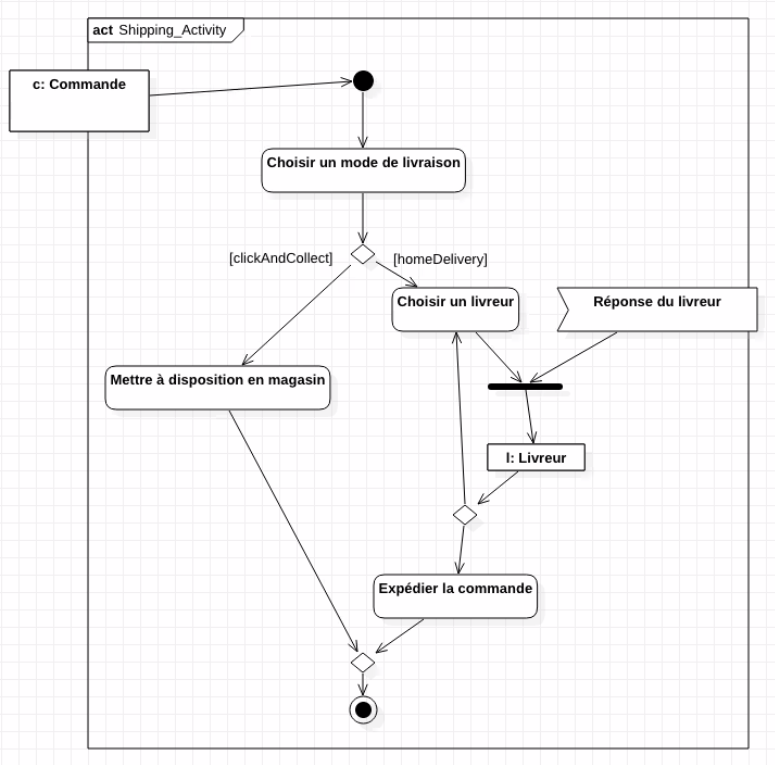 act Shipping_Activity
c: Commande
Choisir un mode de livraison
[clickAndCollect]
[homeDelivery]
Choisir un livreur
Réponse du livreur
Mettre à disposition en magasin
l: Livreur
Expédier la commande